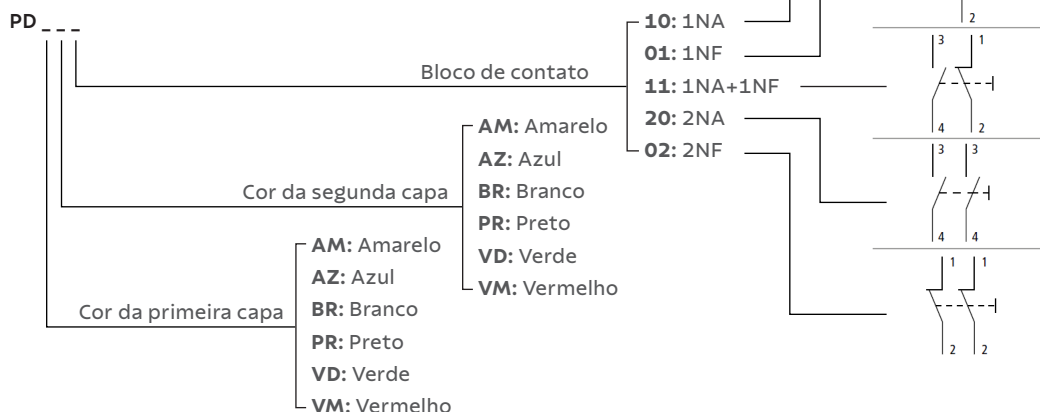 PD _ _ _
Bloco de contato
10: 1NA
01: 1NF
11: 1NA+1NF
20: 2NA
02: 2NF
Cor da segunda capa
AM: Amarelo
AZ: Azul
BR: Branco
PR: Preto
VD: Verde
VM: Vermelho
Cor da primeira capa
AM: Amarelo
AZ: Azul
BR: Branco
PR: Preto
VD: Verde
VM: Vermelho
2
3 1
4 2
3 3
4 4
1 1
2 2